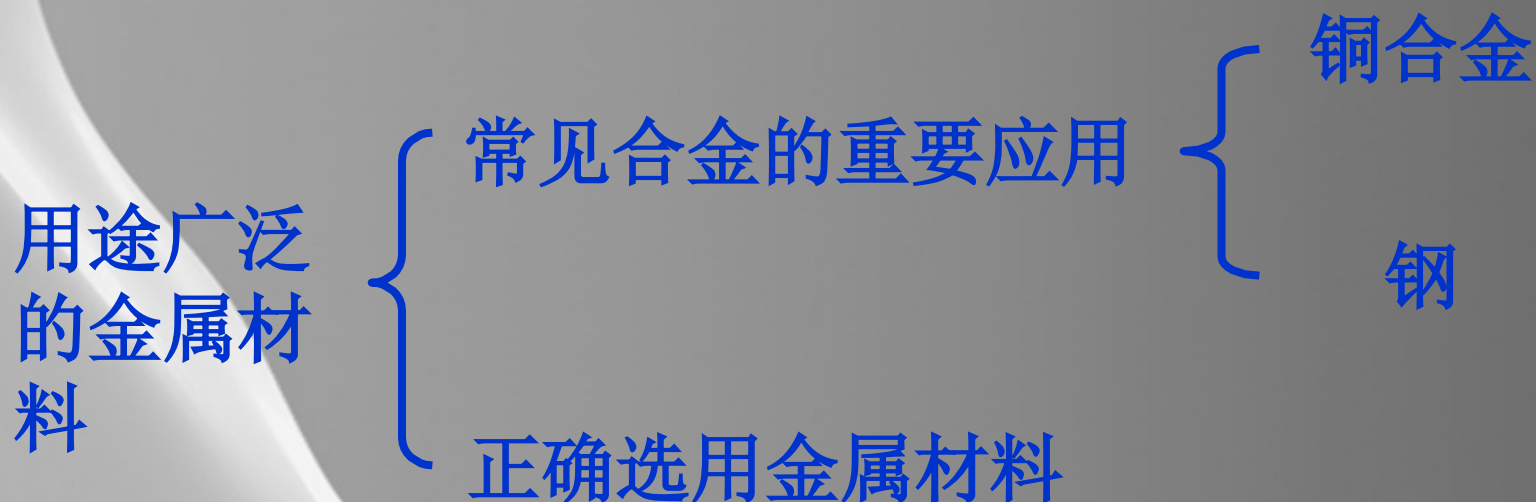 用途广泛
的金属材
料
常见合金的重要应用
铜合金
钢
正确选用金属材料